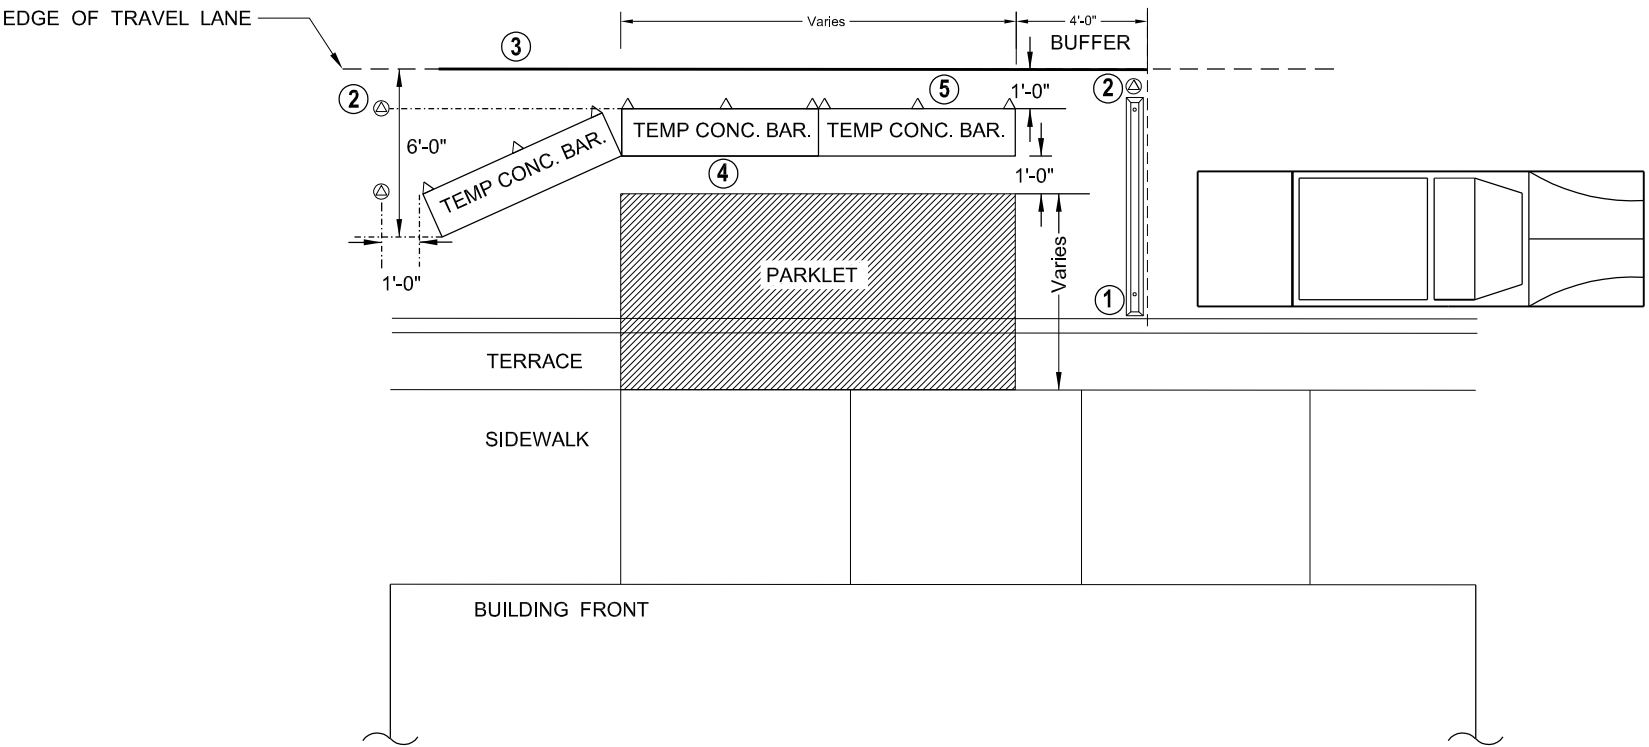 EDGE OF TRAVEL LANE
Varies
4'-0"
BUFFER
3
2
5
2
1'-0"
TEMP CONC. BAR.
TEMP CONC. BAR.
6'-0"
TEMP CONC. BAR.
4
1'-0"
Varies
PARKLET
1'-0"
1
TERRACE
SIDEWALK
BUILDING FRONT